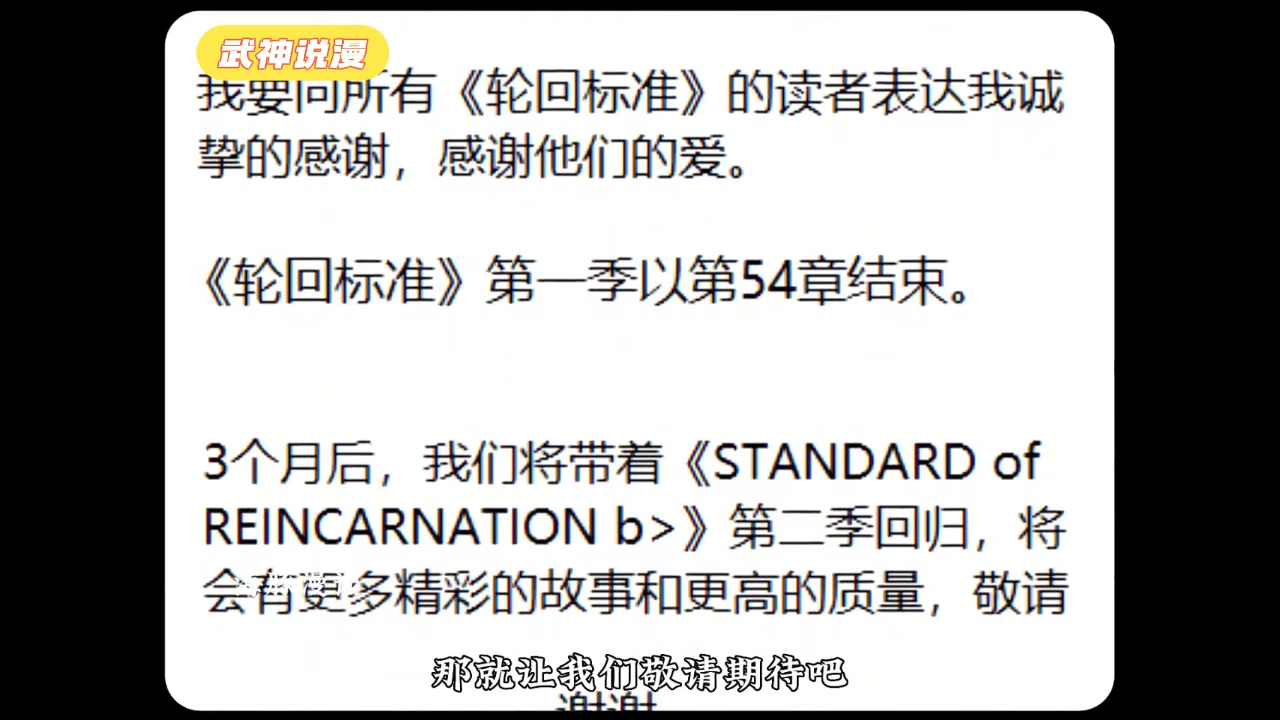 武神说漫
我要向所有《轮回标准》的读者表达我诚
挚的感谢，感谢他们的爱。
《轮回标准》第一季以第54章结束。
3个月后，我们将带着《STANDARD of
REINCARNATION b>》第二季回归，将
会有更多精彩的故事和更高的质量，敬请
那就让我们敬请期待吧
谢谢